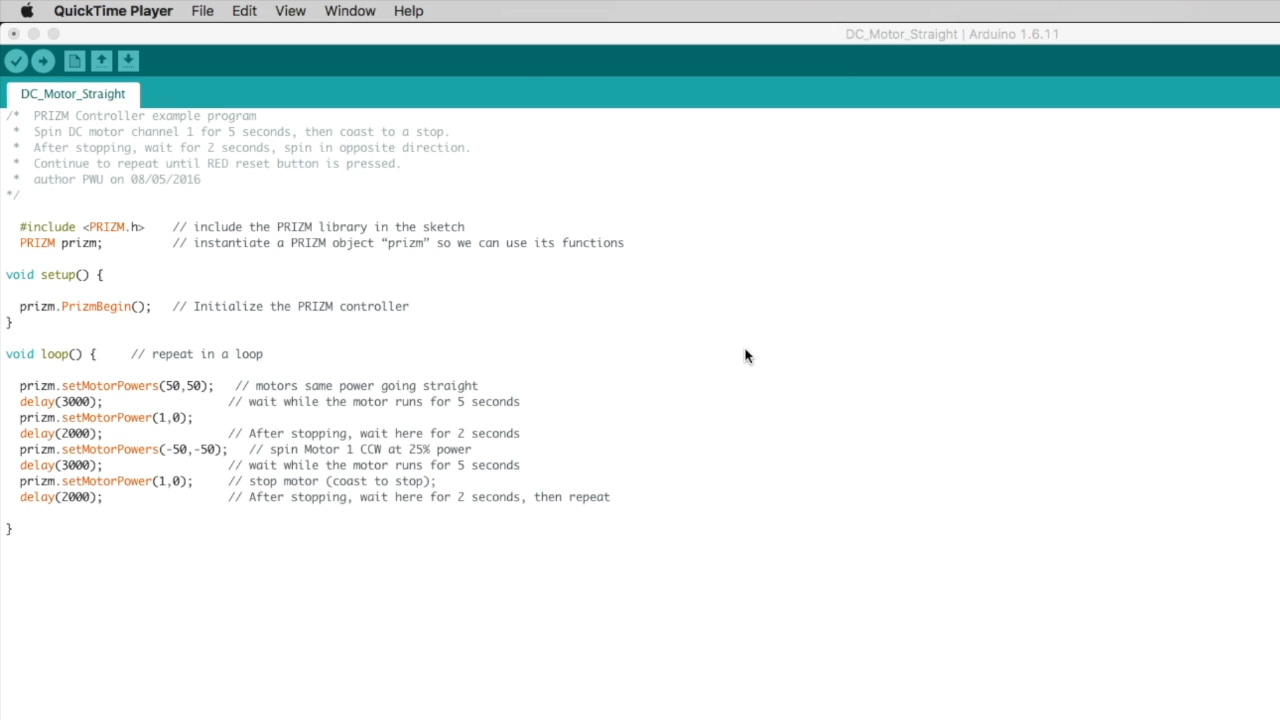 QuickTime Player File Edit View Window Help
DC_Motor_Straight | Arduino 1.6.11
DC_Motor_Straight
/* PRIZM Controller example program
* Spin DC motor channel 1 for 5 seconds, then coast to a stop.
* After stopping, wait for 2 seconds, spin in opposite direction.
* Continue to repeat until RED reset button is pressed.
* author PWU on 08/05/2016
*/
#include <PRIZM.h> // include the PRIZM library in the sketch
PRIZM prizm; // instantiate a PRIZM object “prizm” so we can use its functions
void setup() {
prizm.PrizmBegin(); // Initialize the PRIZM controller
}
void loop() { // repeat in a loop
prizm.setMotorPowers(50,50); // motors same power going straight
delay(3000); // wait while the motor runs for 5 seconds
prizm.setMotorPower(1,0);
delay(2000); // After stopping, wait here for 2 seconds
prizm.setMotorPowers(-50,-50); // spin Motor 1 CCW at 25% power
delay(3000); // wait while the motor runs for 5 seconds
prizm.setMotorPower(1,0); // stop motor (coast to stop);
delay(2000); // After stopping, wait here for 2 seconds, then repeat
}